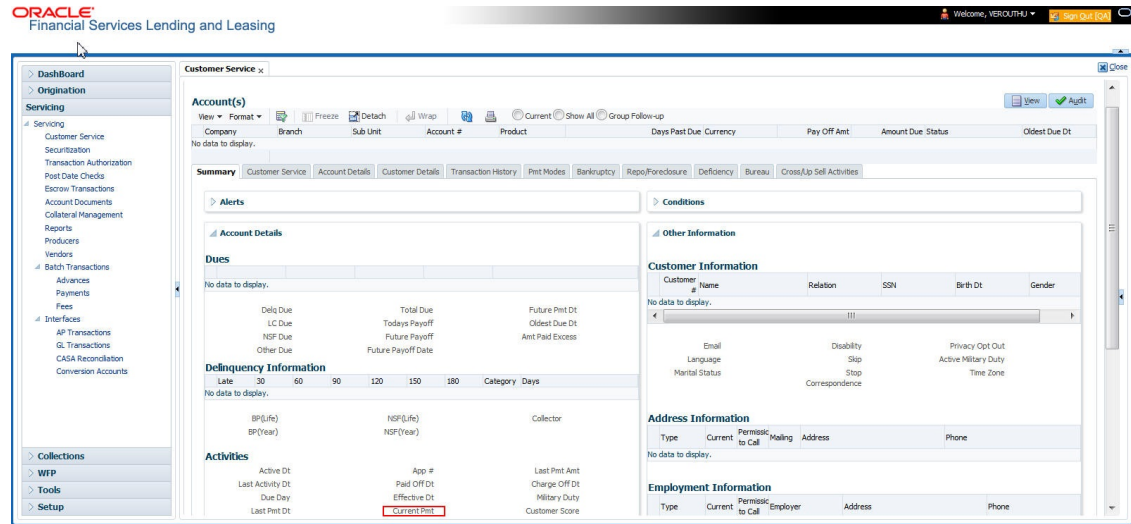 ORACLE®
Financial Services Lending and Leasing
Welcome, VEROUTHU
Sign Out [QA]
DashBoard
Origination
Servicing
Servicing
Customer Service
Securitization
Transaction Authorization
Post Date Checks
Escrow Transactions
Account Documents
Collateral Management
Reports
Producers
Vendors
Batch Transactions
Advances
Payments
Fees
Interfaces
AP Transactions
GL Transactions
CASA Reconciliation
Conversion Accounts
Collections
WFP
Tools
Setup
Customer Service x
Close
Account(s)
View Audit
View Format Freeze Detach Wrap Current Show All Group Follow-up
Company Branch Sub Unit Account # Product Days Past Due Currency Pay Off Amt Amount Due Status Oldest Due Dt
No data to display.
Summary Customer Service Account Details Customer Details Transaction History Pmt Modes Bankruptcy Repo/Foreclosure Deficiency Bureau Cross/Up Sell Activities
Alerts
Account Details
Dues
No data to display.
Delq Due Total Due Future Pmt Dt
LC Due Todays Payoff Oldest Due Dt
NSF Due Future Payoff Amt Paid Excess
Other Due Future Payoff Date
Delinquency Information
Late 30 60 90 120 150 180 Category Days
No data to display.
BP(Life) NSF(Life) Collector
BP(Year) NSF(Year)
Activities
Active Dt App # Last Pmt Amt
Last Activity Dt Paid Off Dt Charge Off Dt
Due Day Effective Dt Military Duty
Last Pmt Dt Current Pmt Customer Score
Conditions
Other Information
Customer Information
Customer # Name Relation SSN Birth Dt Gender
No data to display.
Email Disability Privacy Opt Out
Language Skip Active Military Duty
Marital Status Stop Correspondence Time Zone
Address Information
Type Current Permissic to Call Mailing Address Phone
No data to display.
Employment Information
Type Current Permissic to Call Employer Address Phone